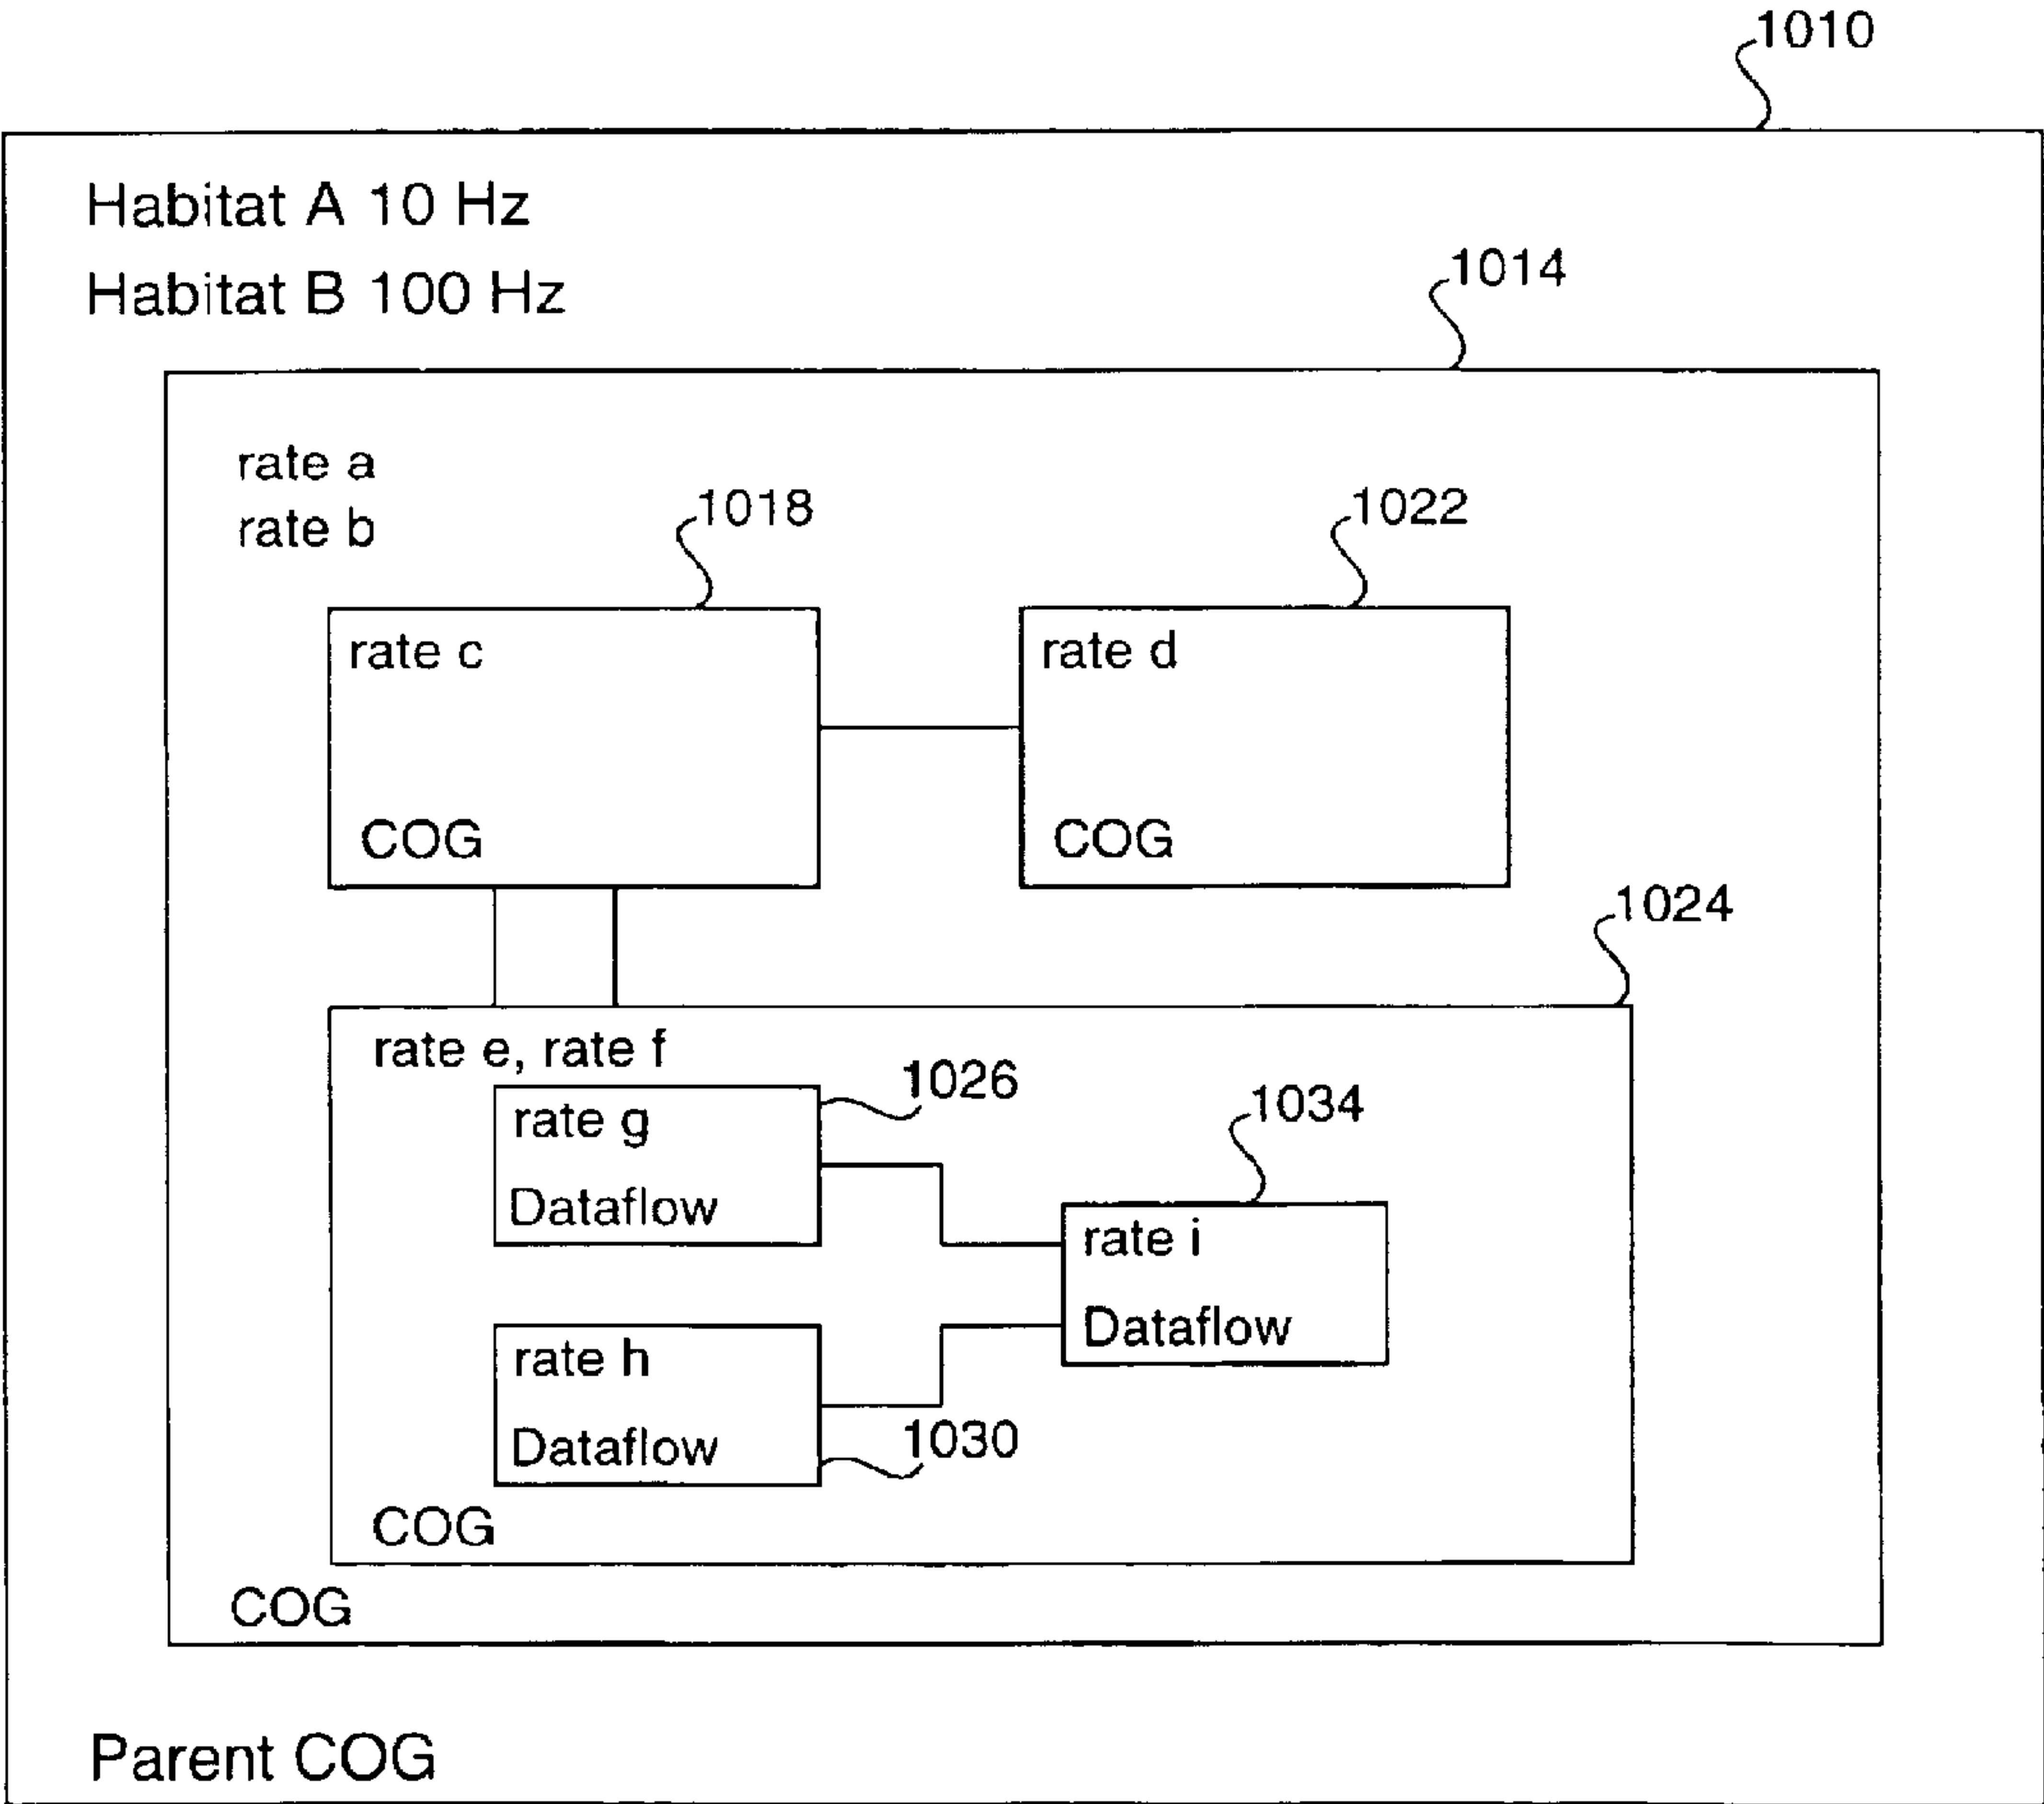 1010
Habitat A 10 Hz
Habitat B 100 Hz
1014
rate a
rate b
1018
1022
rate c
COG
rate d
COG
1024
rate e, rate f
1026
rate g
Dataflow
1034
rate i
Dataflow
rate h
Dataflow
1030
COG
COG
Parent COG